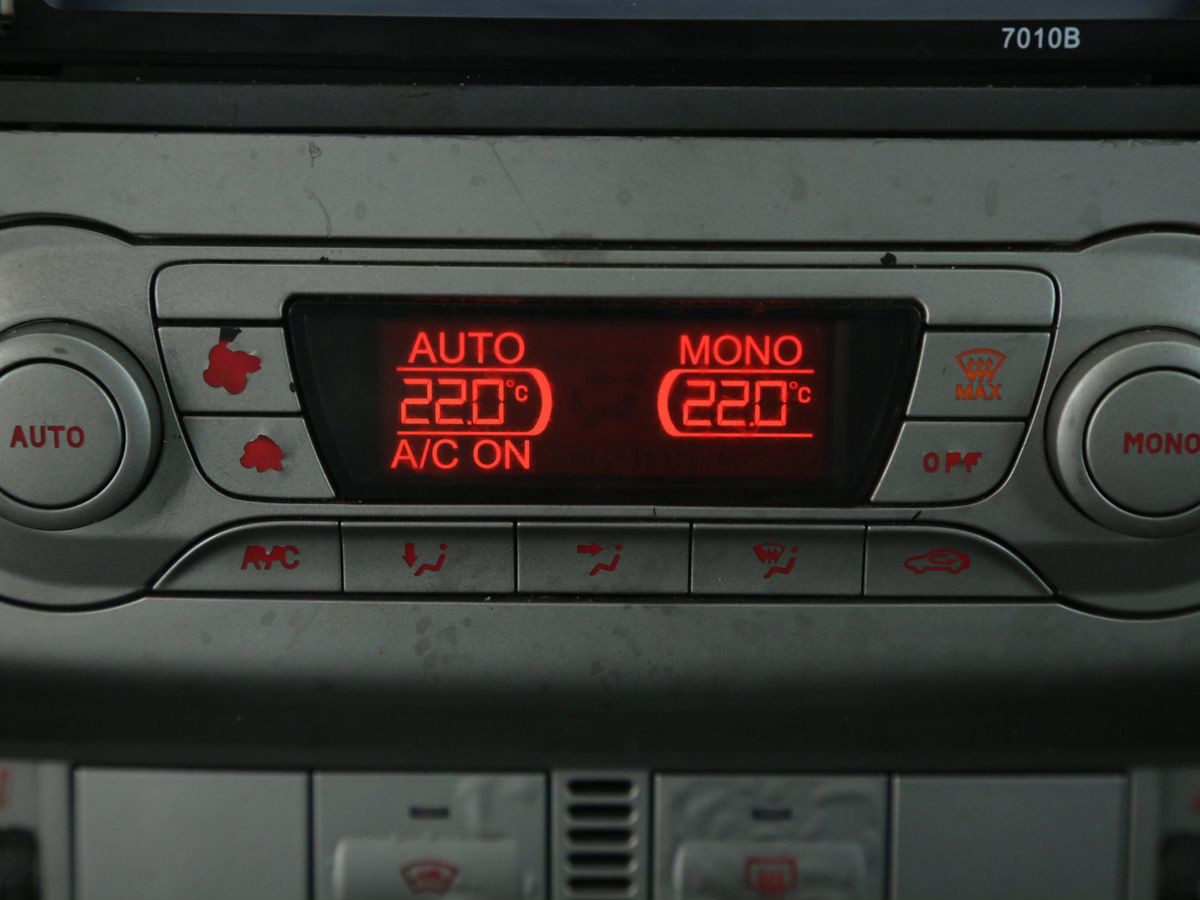 7010B
AUTO MONO
22.0°C 22.0°C
A/C ON
MAX
AUTO
OFF
MONO
A/C